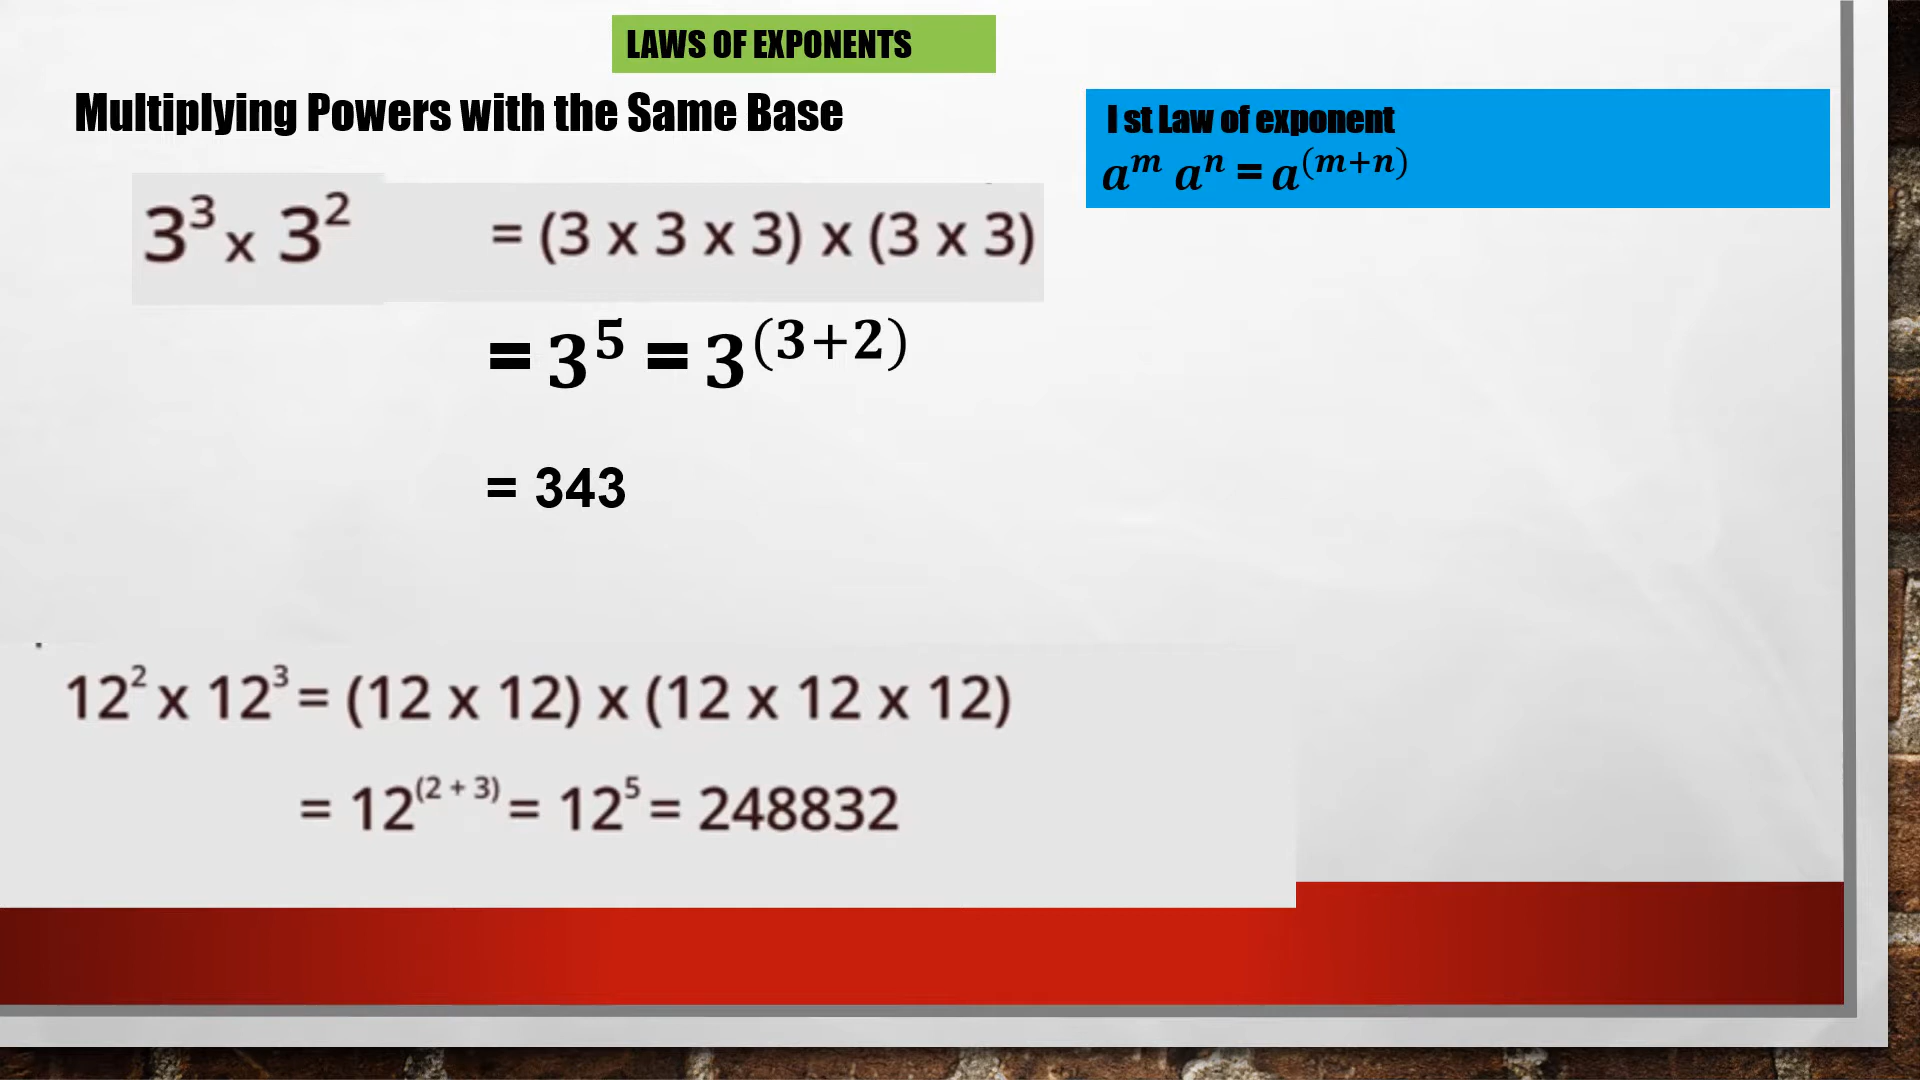 LAWS OF EXPONENTS
Multiplying Powers with the Same Base
I st Law of exponent
a^m a^n = a^(m+n)
3³ x 3² = (3 x 3 x 3) x (3 x 3)
= 3⁵ = 3^(3+2)
= 343
12² x 12³ = (12 x 12) x (12 x 12 x 12)
= 12^(2 + 3) = 12⁵ = 248832